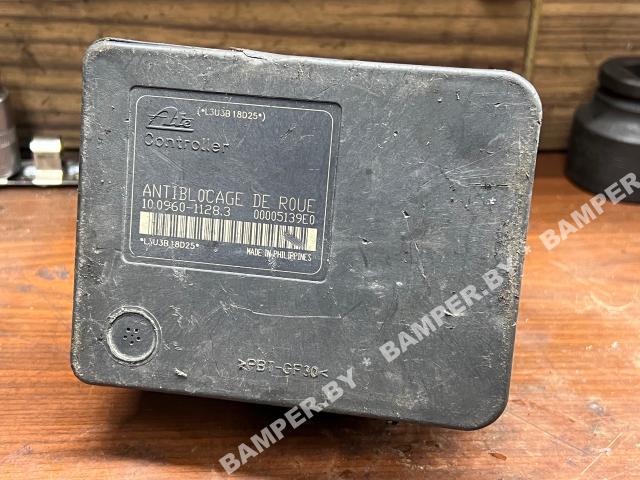 (*L3U3B18D25*)
Ate
Controller
ANTIBLOCAGE DE ROUE
10.0960-1128.3 00005139E0
*L3U3B18D25*
MADE IN PHILIPPINES
>PBT-GF30<
BAMPER.BY * BAMPER.BY * BAMPER.BY